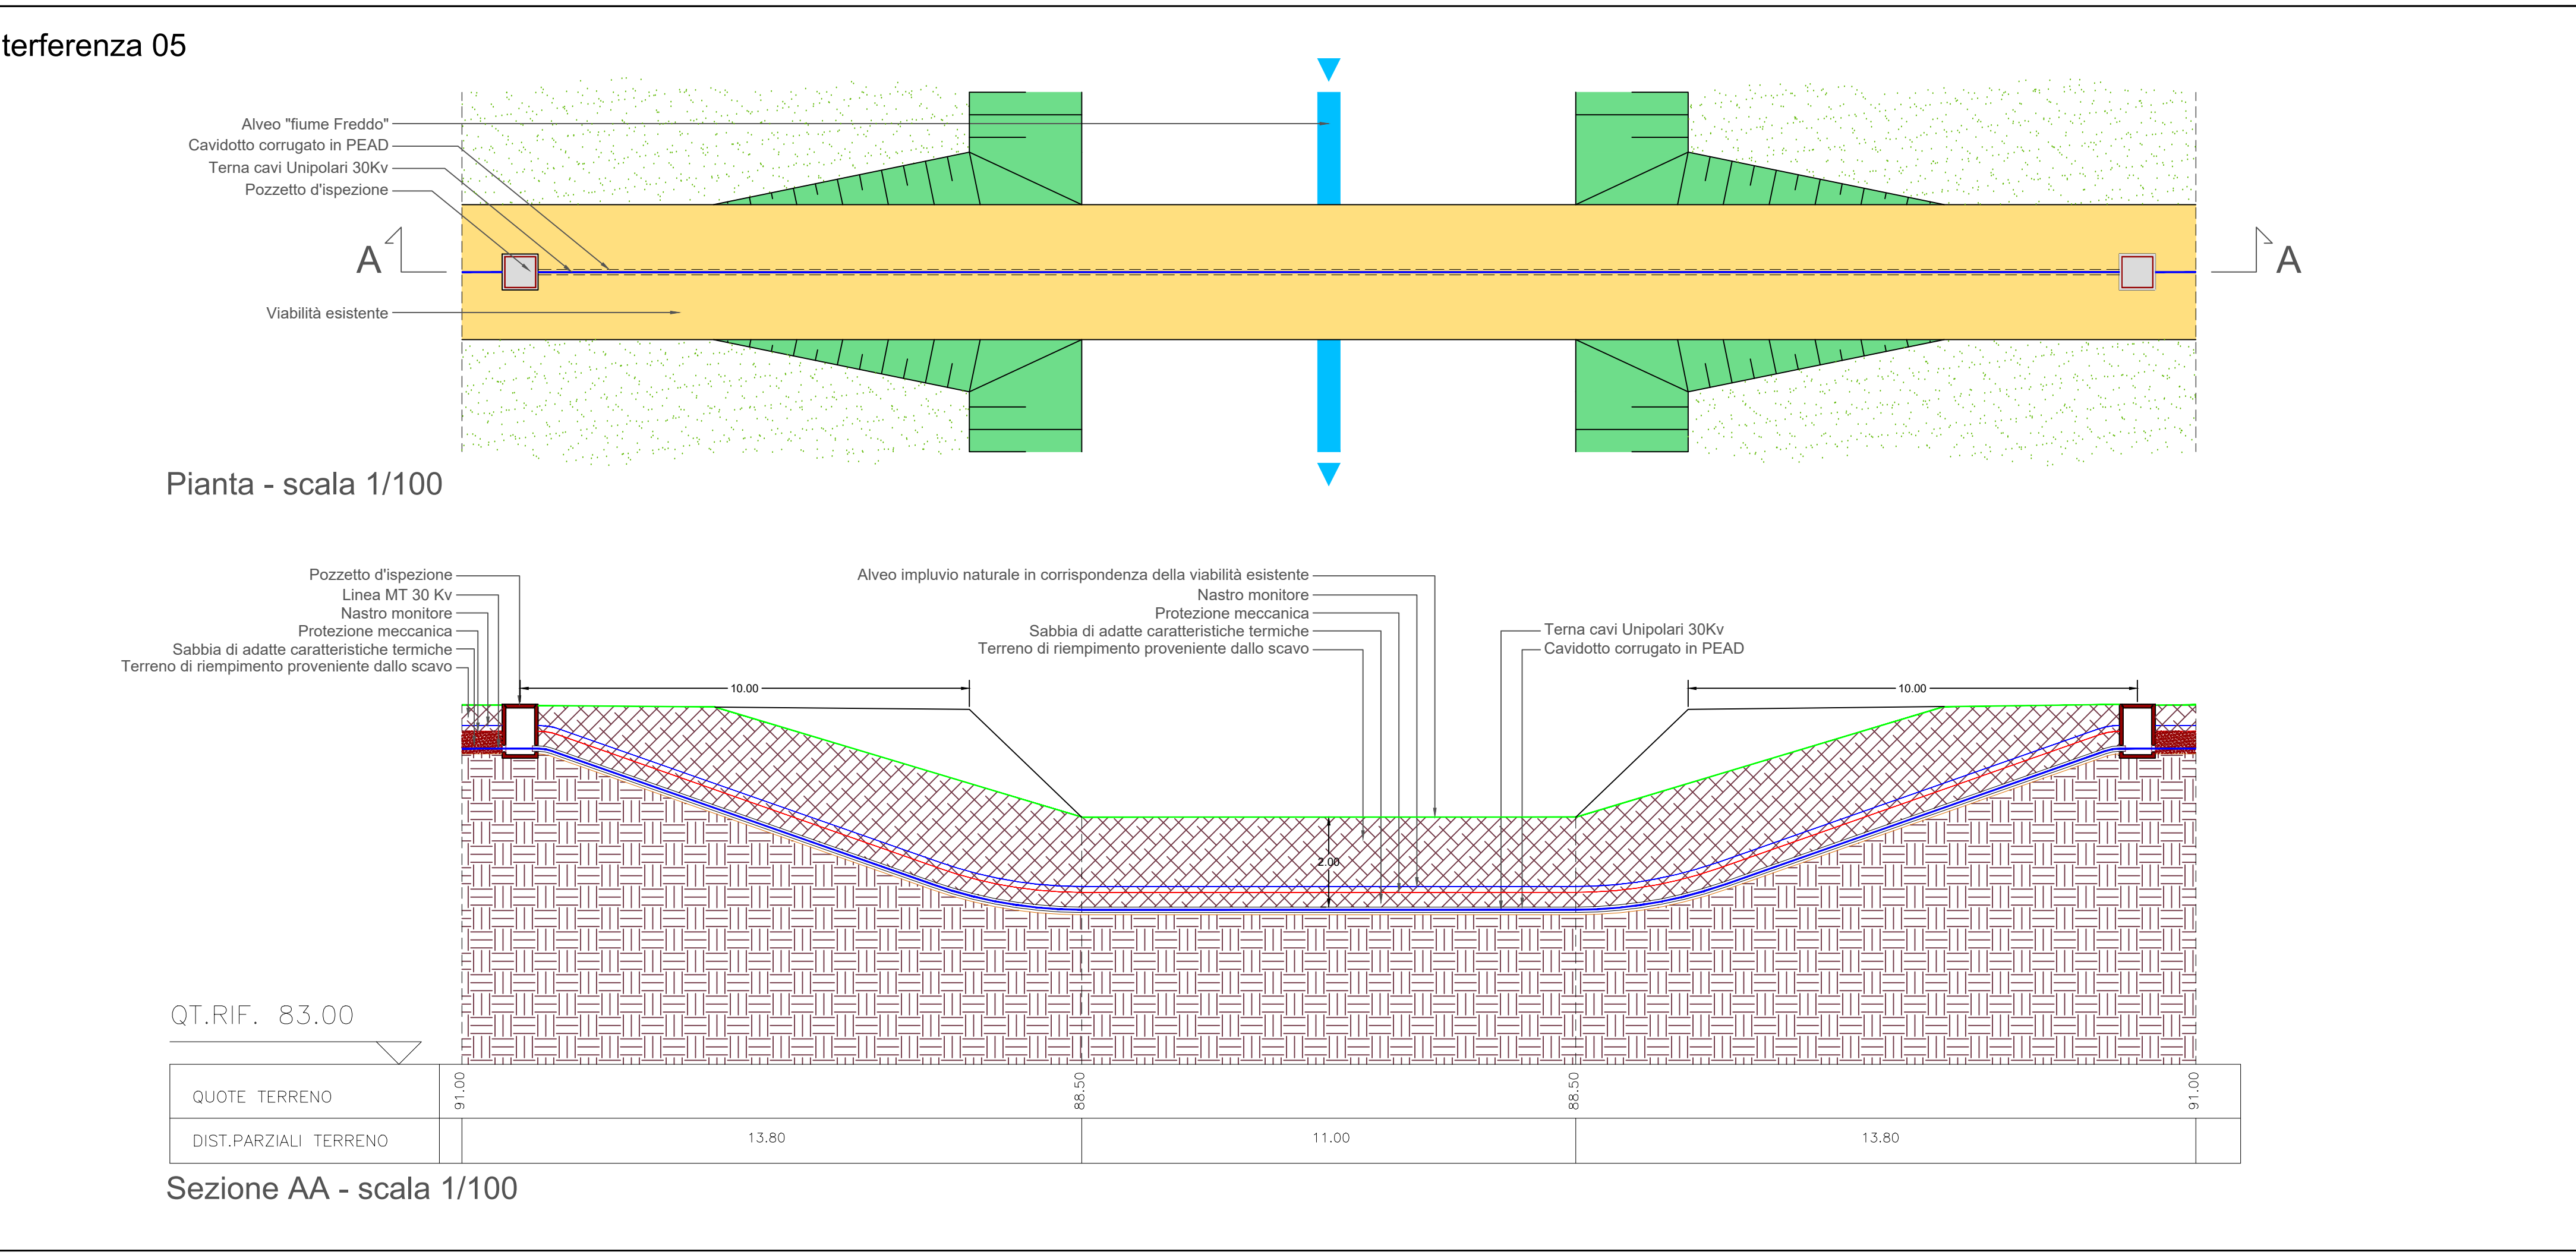 terferenza 05
Alveo "fiume Freddo"
Cavidotto corrugato in PEAD
Terna cavi Unipolari 30Kv
Pozzetto d'ispezione
A
A
Viabilità esistente
Pianta - scala 1/100
Pozzetto d'ispezione
Linea MT 30 Kv
Nastro monitore
Protezione meccanica
Sabbia di adatte caratteristiche termiche
Terreno di riempimento proveniente dallo scavo
Alveo impluvio naturale in corrispondenza della viabilità esistente
Nastro monitore
Protezione meccanica
Sabbia di adatte caratteristiche termiche
Terreno di riempimento proveniente dallo scavo
Terna cavi Unipolari 30Kv
Cavidotto corrugato in PEAD
10.00
10.00
2.00
QT.RIF. 83.00
QUOTE TERRENO
91.00
88.50
88.50
91.00
DIST.PARZIALI TERRENO
13.80
11.00
13.80
Sezione AA - scala 1/100